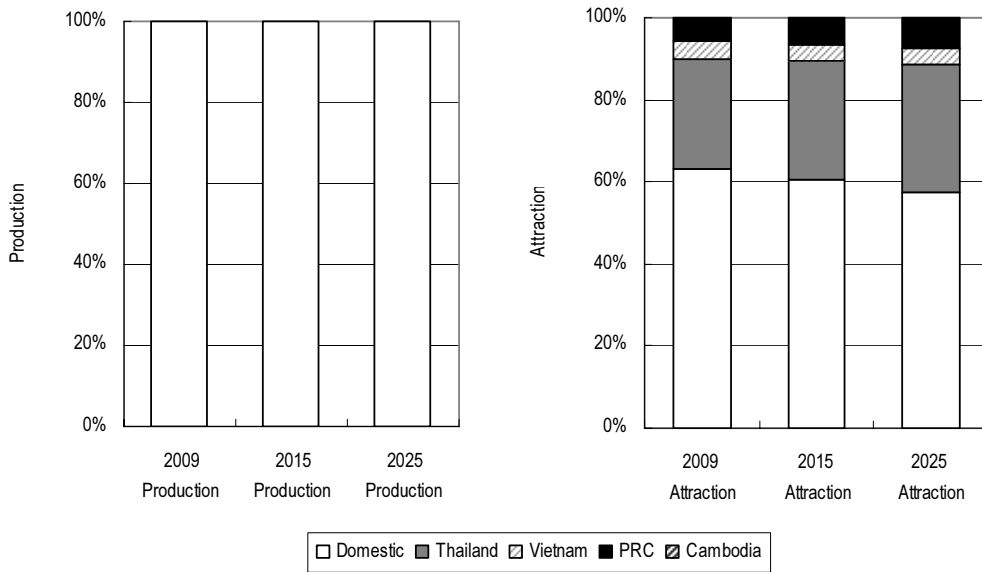 Production
100%
80%
60%
40%
20%
0%
2009 2015 2025
Production Production Production
Attraction
100%
80%
60%
40%
20%
0%
2009 2015 2025
Attraction Attraction Attraction
Domestic Thailand Vietnam PRC Cambodia